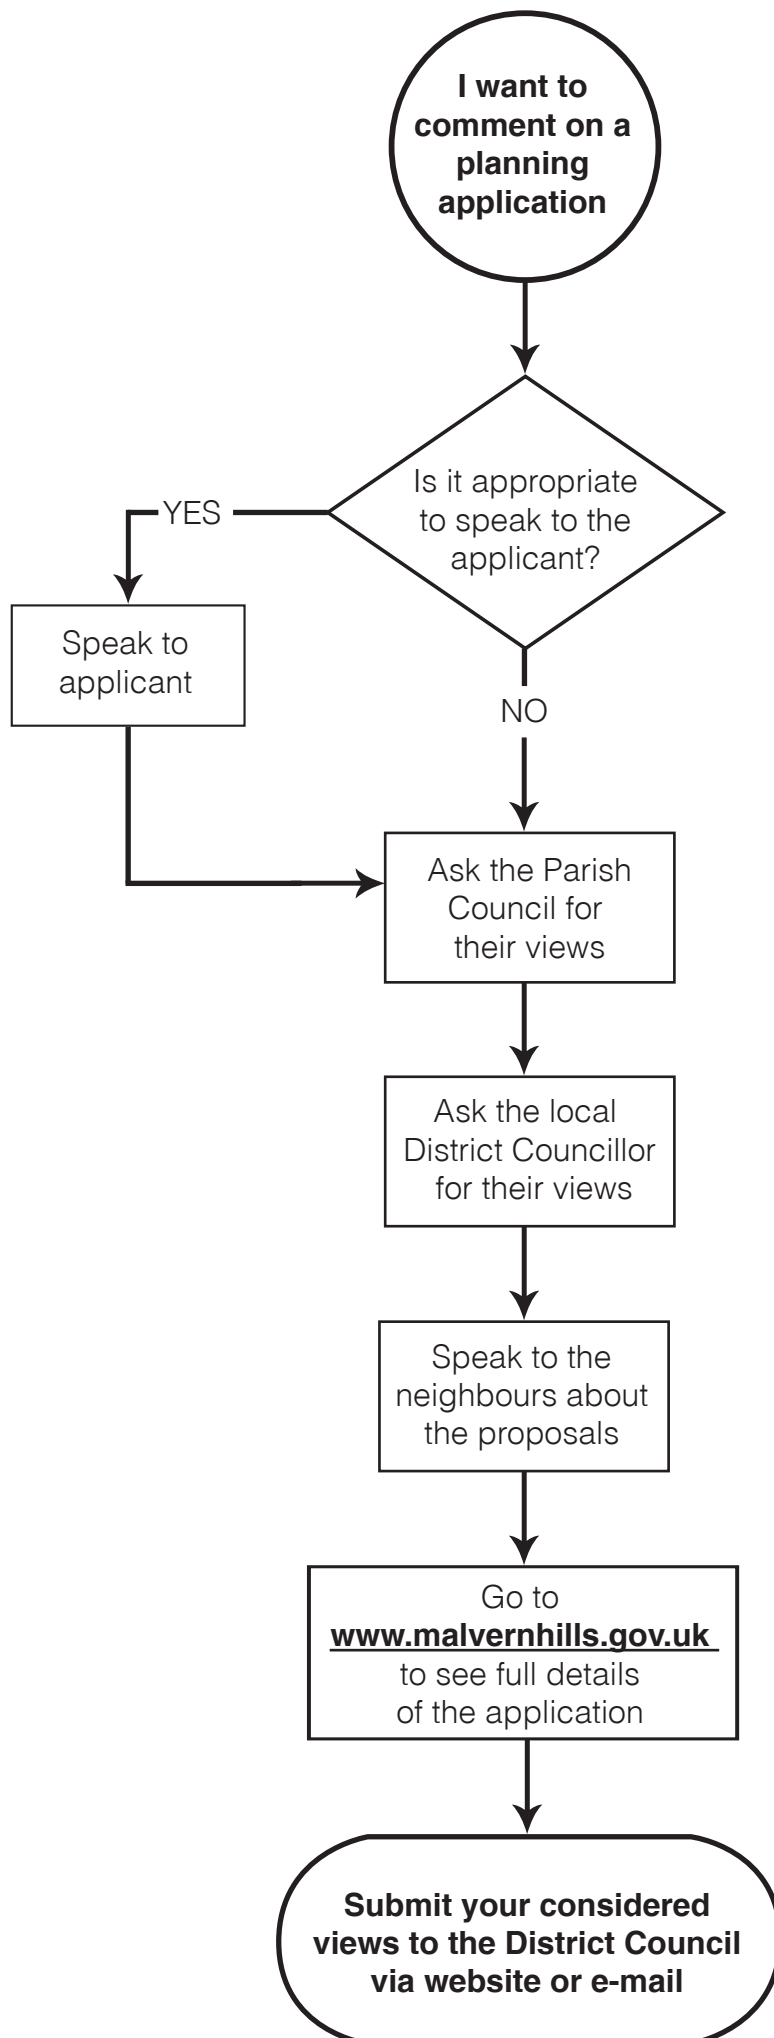 I want to
comment on a
planning
application
Is it appropriate
to speak to the
applicant?
YES
Speak to
applicant
NO
Ask the Parish
Council for
their views
Ask the local
District Councillor
for their views
Speak to the
neighbours about
the proposals
Go to
www.malvernhills.gov.uk
to see full details
of the application
Submit your considered
views to the District Council
via website or e-mail